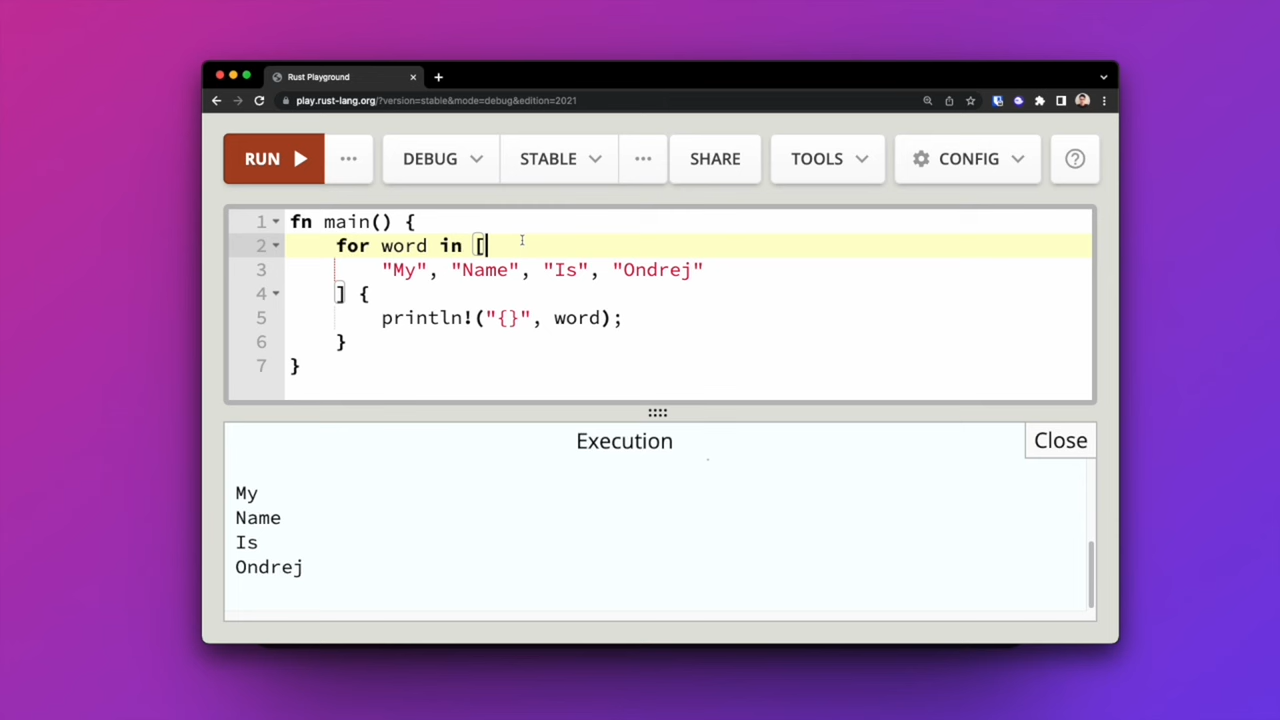 Rust Playground
play.rust-lang.org/?version=stable&mode=debug&edition=2021
RUN ... DEBUG STABLE ... SHARE TOOLS CONFIG ?
1 fn main() {
2     for word in [
3         "My", "Name", "Is", "Ondrej"
4     ] {
5         println!("{}", word);
6     }
7 }
Execution
Close
My
Name
Is
Ondrej